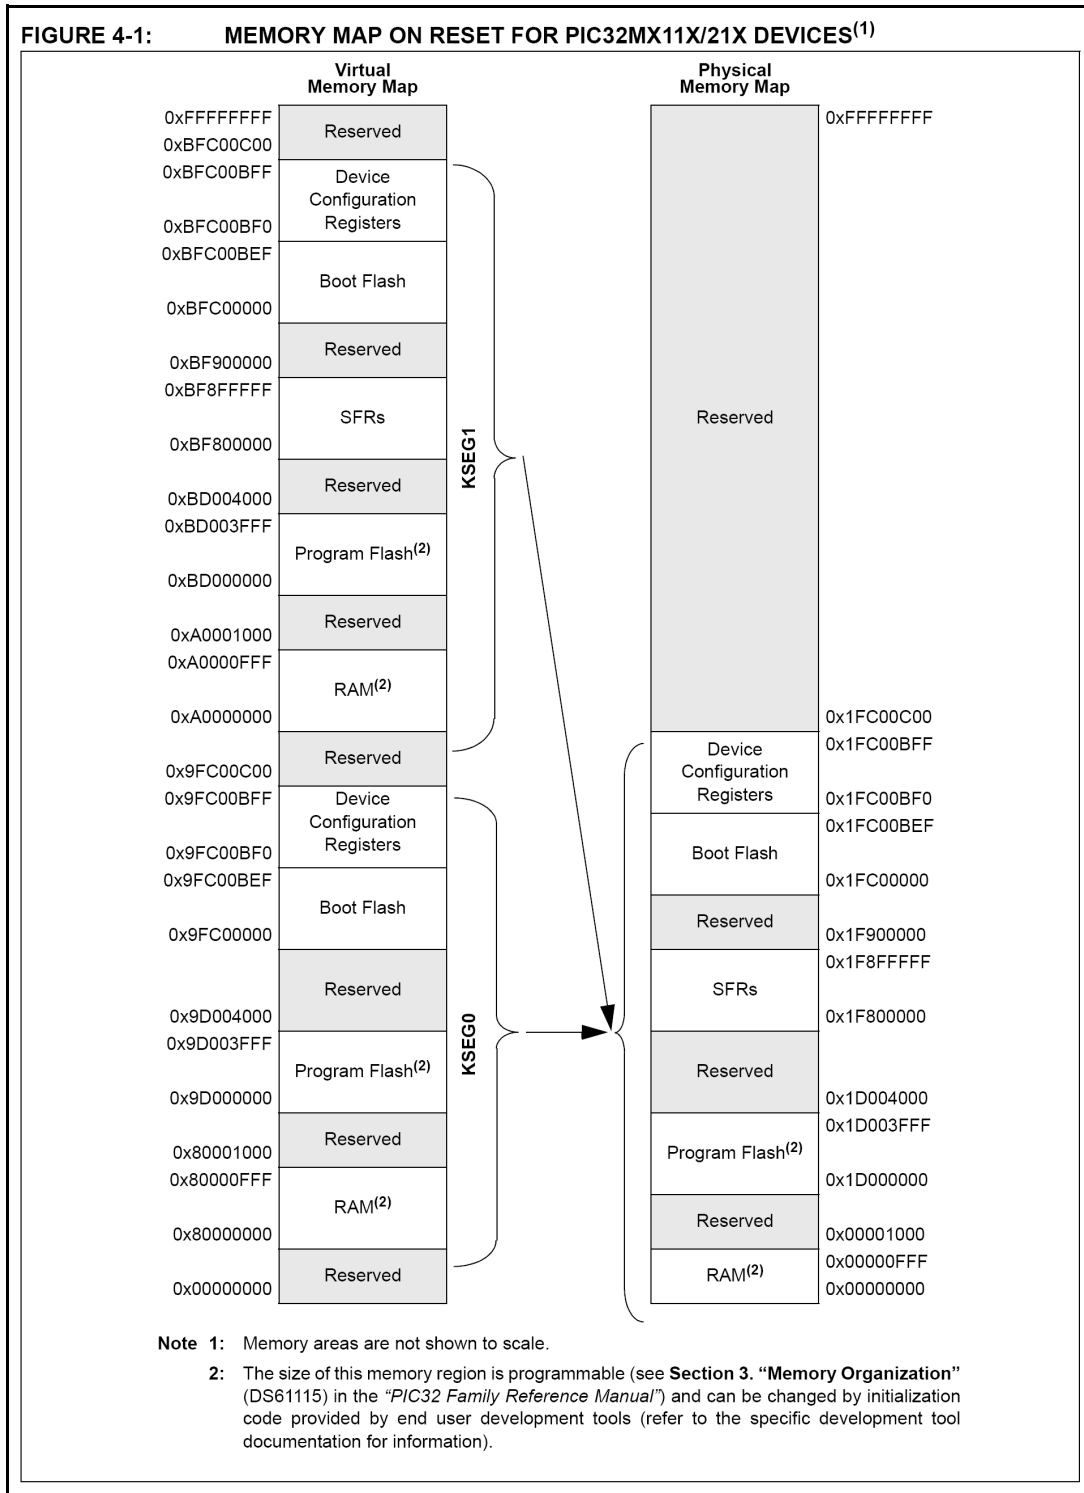 FIGURE 4-1: MEMORY MAP ON RESET FOR PIC32MX11X/21X DEVICES(1)
Virtual
Memory Map
0xFFFFFFFF
Reserved
0xBFC00C00
0xBFC00BFF
Device
Configuration
Registers
0xBFC00BF0
0xBFC00BEF
Boot Flash
0xBFC00000
Reserved
0xBF900000
0xBF8FFFFF
SFRs
0xBF800000
Reserved
0xBD004000
0xBD003FFF
Program Flash(2)
0xBD000000
Reserved
0xA0001000
0xA0000FFF
RAM(2)
0xA0000000
Reserved
0x9FC00C00
0x9FC00BFF
Device
Configuration
Registers
0x9FC00BF0
0x9FC00BEF
Boot Flash
0x9FC00000
Reserved
0x9D004000
0x9D003FFF
Program Flash(2)
0x9D000000
Reserved
0x80001000
0x80000FFF
RAM(2)
0x80000000
Reserved
0x00000000
KSEG1
KSEG0
Physical
Memory Map
0xFFFFFFFF
Reserved
0x1FC00C00
0x1FC00BFF
Device
Configuration
Registers
0x1FC00BF0
0x1FC00BEF
Boot Flash
0x1FC00000
Reserved
0x1F900000
0x1F8FFFFF
SFRs
0x1F800000
Reserved
0x1D004000
0x1D003FFF
Program Flash(2)
0x1D000000
Reserved
0x00001000
0x00000FFF
RAM(2)
0x00000000
Note 1: Memory areas are not shown to scale.
2: The size of this memory region is programmable (see Section 3. “Memory Organization”
(DS61115) in the “PIC32 Family Reference Manual”) and can be changed by initialization
code provided by end user development tools (refer to the specific development tool
documentation for information).